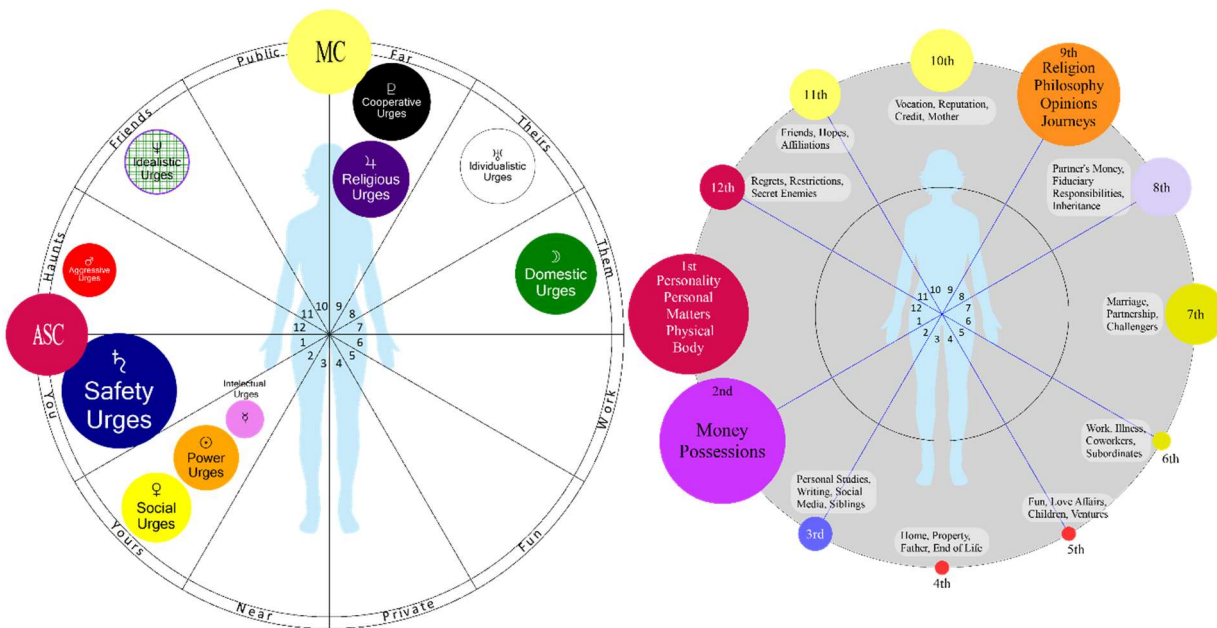 Public
MC
Far
Friends
Theirs
♇
Cooperative
Urges
♆
Idealistic
Urges
♃
Religious
Urges
♅
Idividualistic
Urges
Haunts
Them
♂
Aggressive
Urges
☽
Domestic
Urges
10 9
11 8
12 7
1 6
2 5
3 4
ASC
You
♄
Safety
Urges
Intelectual
Urges
☿
☉
Power
Urges
♀
Social
Urges
Work
Yours
Fun
Near
Private
10th
Vocation, Reputation,
Credit, Mother
9th
Religion
Philosophy
Opinions
Journeys
11th
Friends, Hopes,
Affiliations
12th
Regrets, Restrictions,
Secret Enemies
Partner's Money,
Fiduciary
Responsibilities,
Inheritance
8th
1st
Personality
Personal
Matters
Physical
Body
10 9
11 8
12 7
1 6
2 5
3 4
Marriage,
Partnership,
Challengers
7th
2nd
Money
Possessions
Work. Illness,
Coworkers,
Subordinates
6th
Personal Studies,
Writing, Social
Media, Siblings
3rd
Fun, Love Affairs,
Children, Ventures
5th
Home, Property,
Father, End of Life
4th